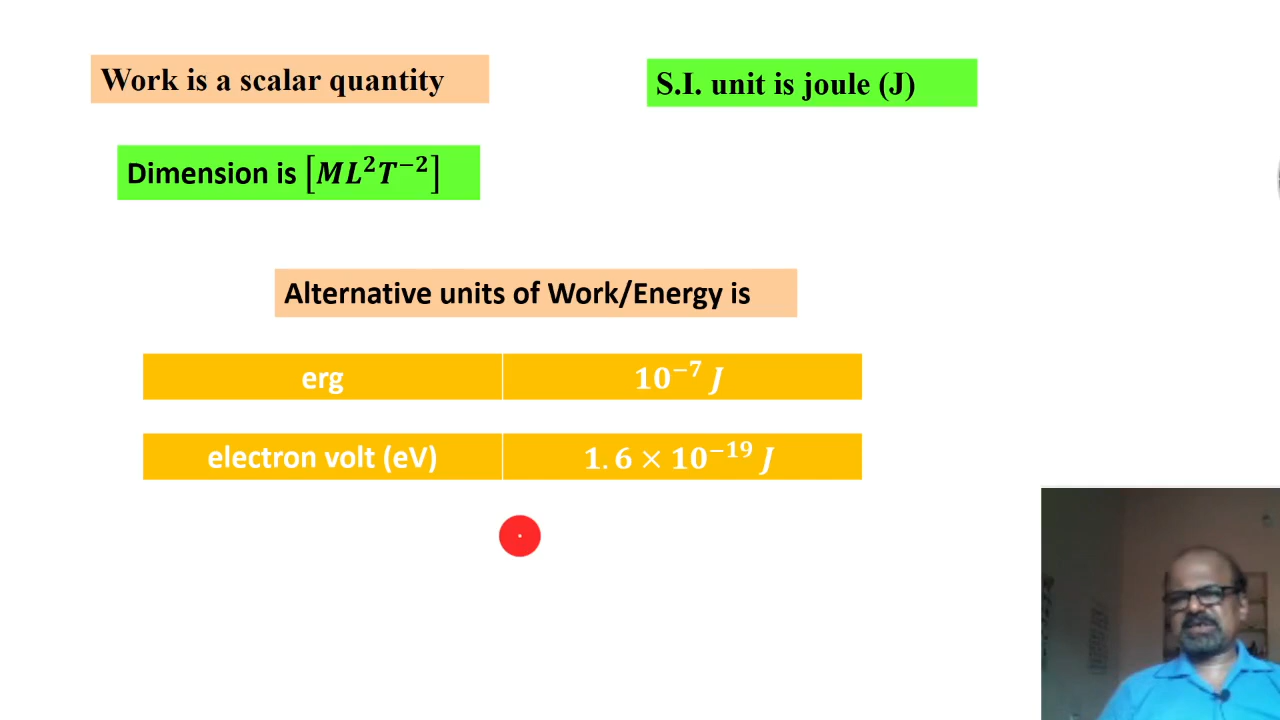 Work is a scalar quantity
S.I. unit is joule (J)
Dimension is [ML²T⁻²]
Alternative units of Work/Energy is
erg 10⁻⁷ J
electron volt (eV) 1.6 × 10⁻¹⁹ J